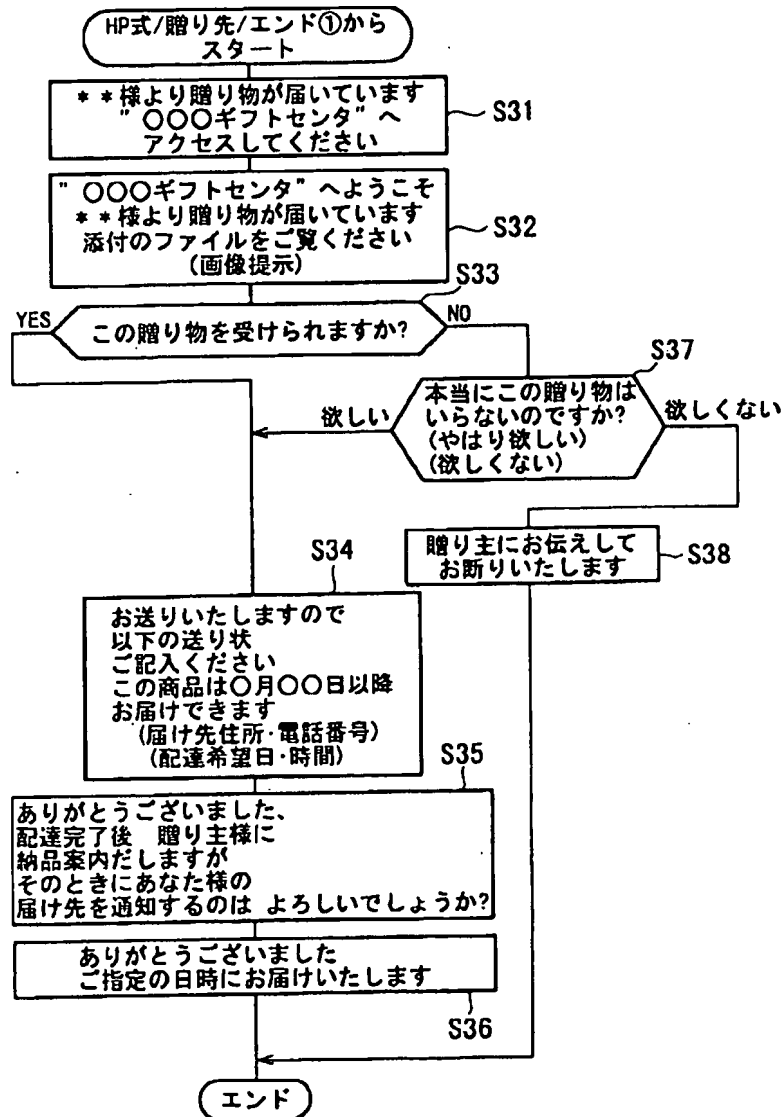 HP式/贈り先/エンド①から
スタート
**様より贈り物が届いています
"〇〇〇ギフトセンタ"へ
アクセスしてください
S31
"〇〇〇ギフトセンタ"へようこそ
**様より贈り物が届いています
添付のファイルをご覧ください
(画像提示)
S32
S33
YES
この贈り物を受けられますか?
NO
S37
本当にこの贈り物は
いらないのですか?
(やはり欲しい)
(欲しくない)
欲しい
欲しくない
贈り主にお伝えして
お断りいたします
S38
S34
お送りいたしますので
以下の送り状
ご記入ください
この商品は〇月〇〇日以降
お届けできます
(届け先住所・電話番号)
(配達希望日・時間)
S35
ありがとうございました、
配達完了後 贈り主様に
納品案内だしますが
そのときにあなた様の
届け先を通知するのは よろしいでしょうか?
ありがとうございました
ご指定の日時にお届けいたします
S36
エンド